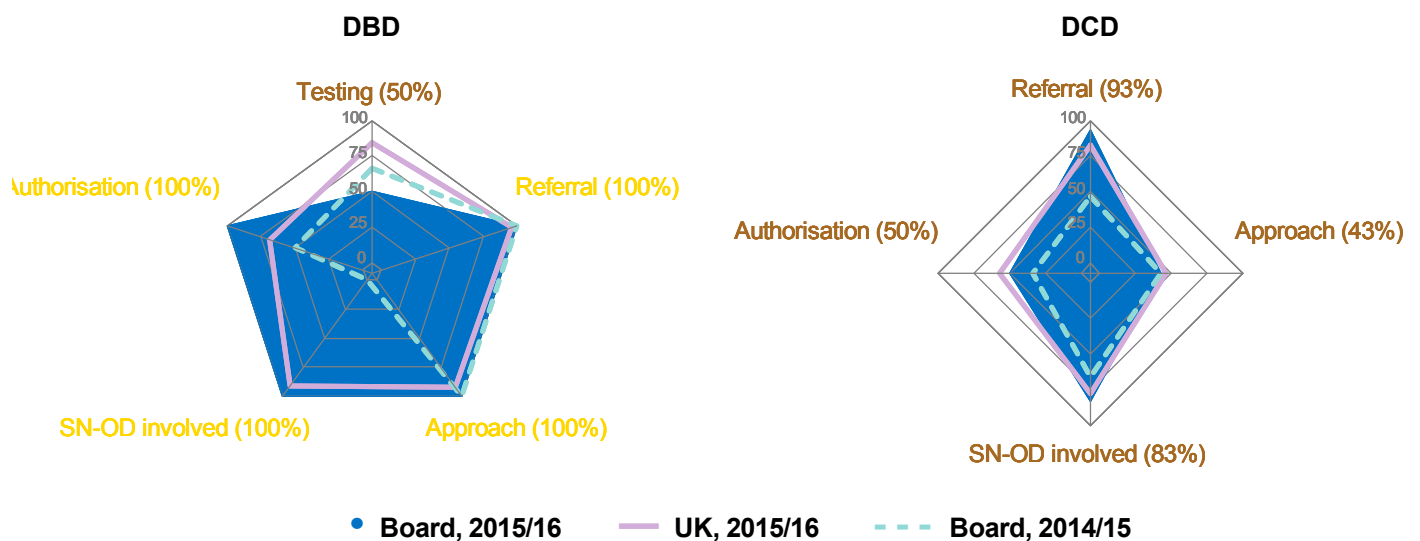 DBD
Testing (50%)
100
75
50
25
0
Authorisation (100%)
Referral (100%)
SN-OD involved (100%)
Approach (100%)
DCD
Referral (93%)
100
75
50
25
0
Authorisation (50%)
Approach (43%)
SN-OD involved (83%)
Board, 2015/16
UK, 2015/16
Board, 2014/15